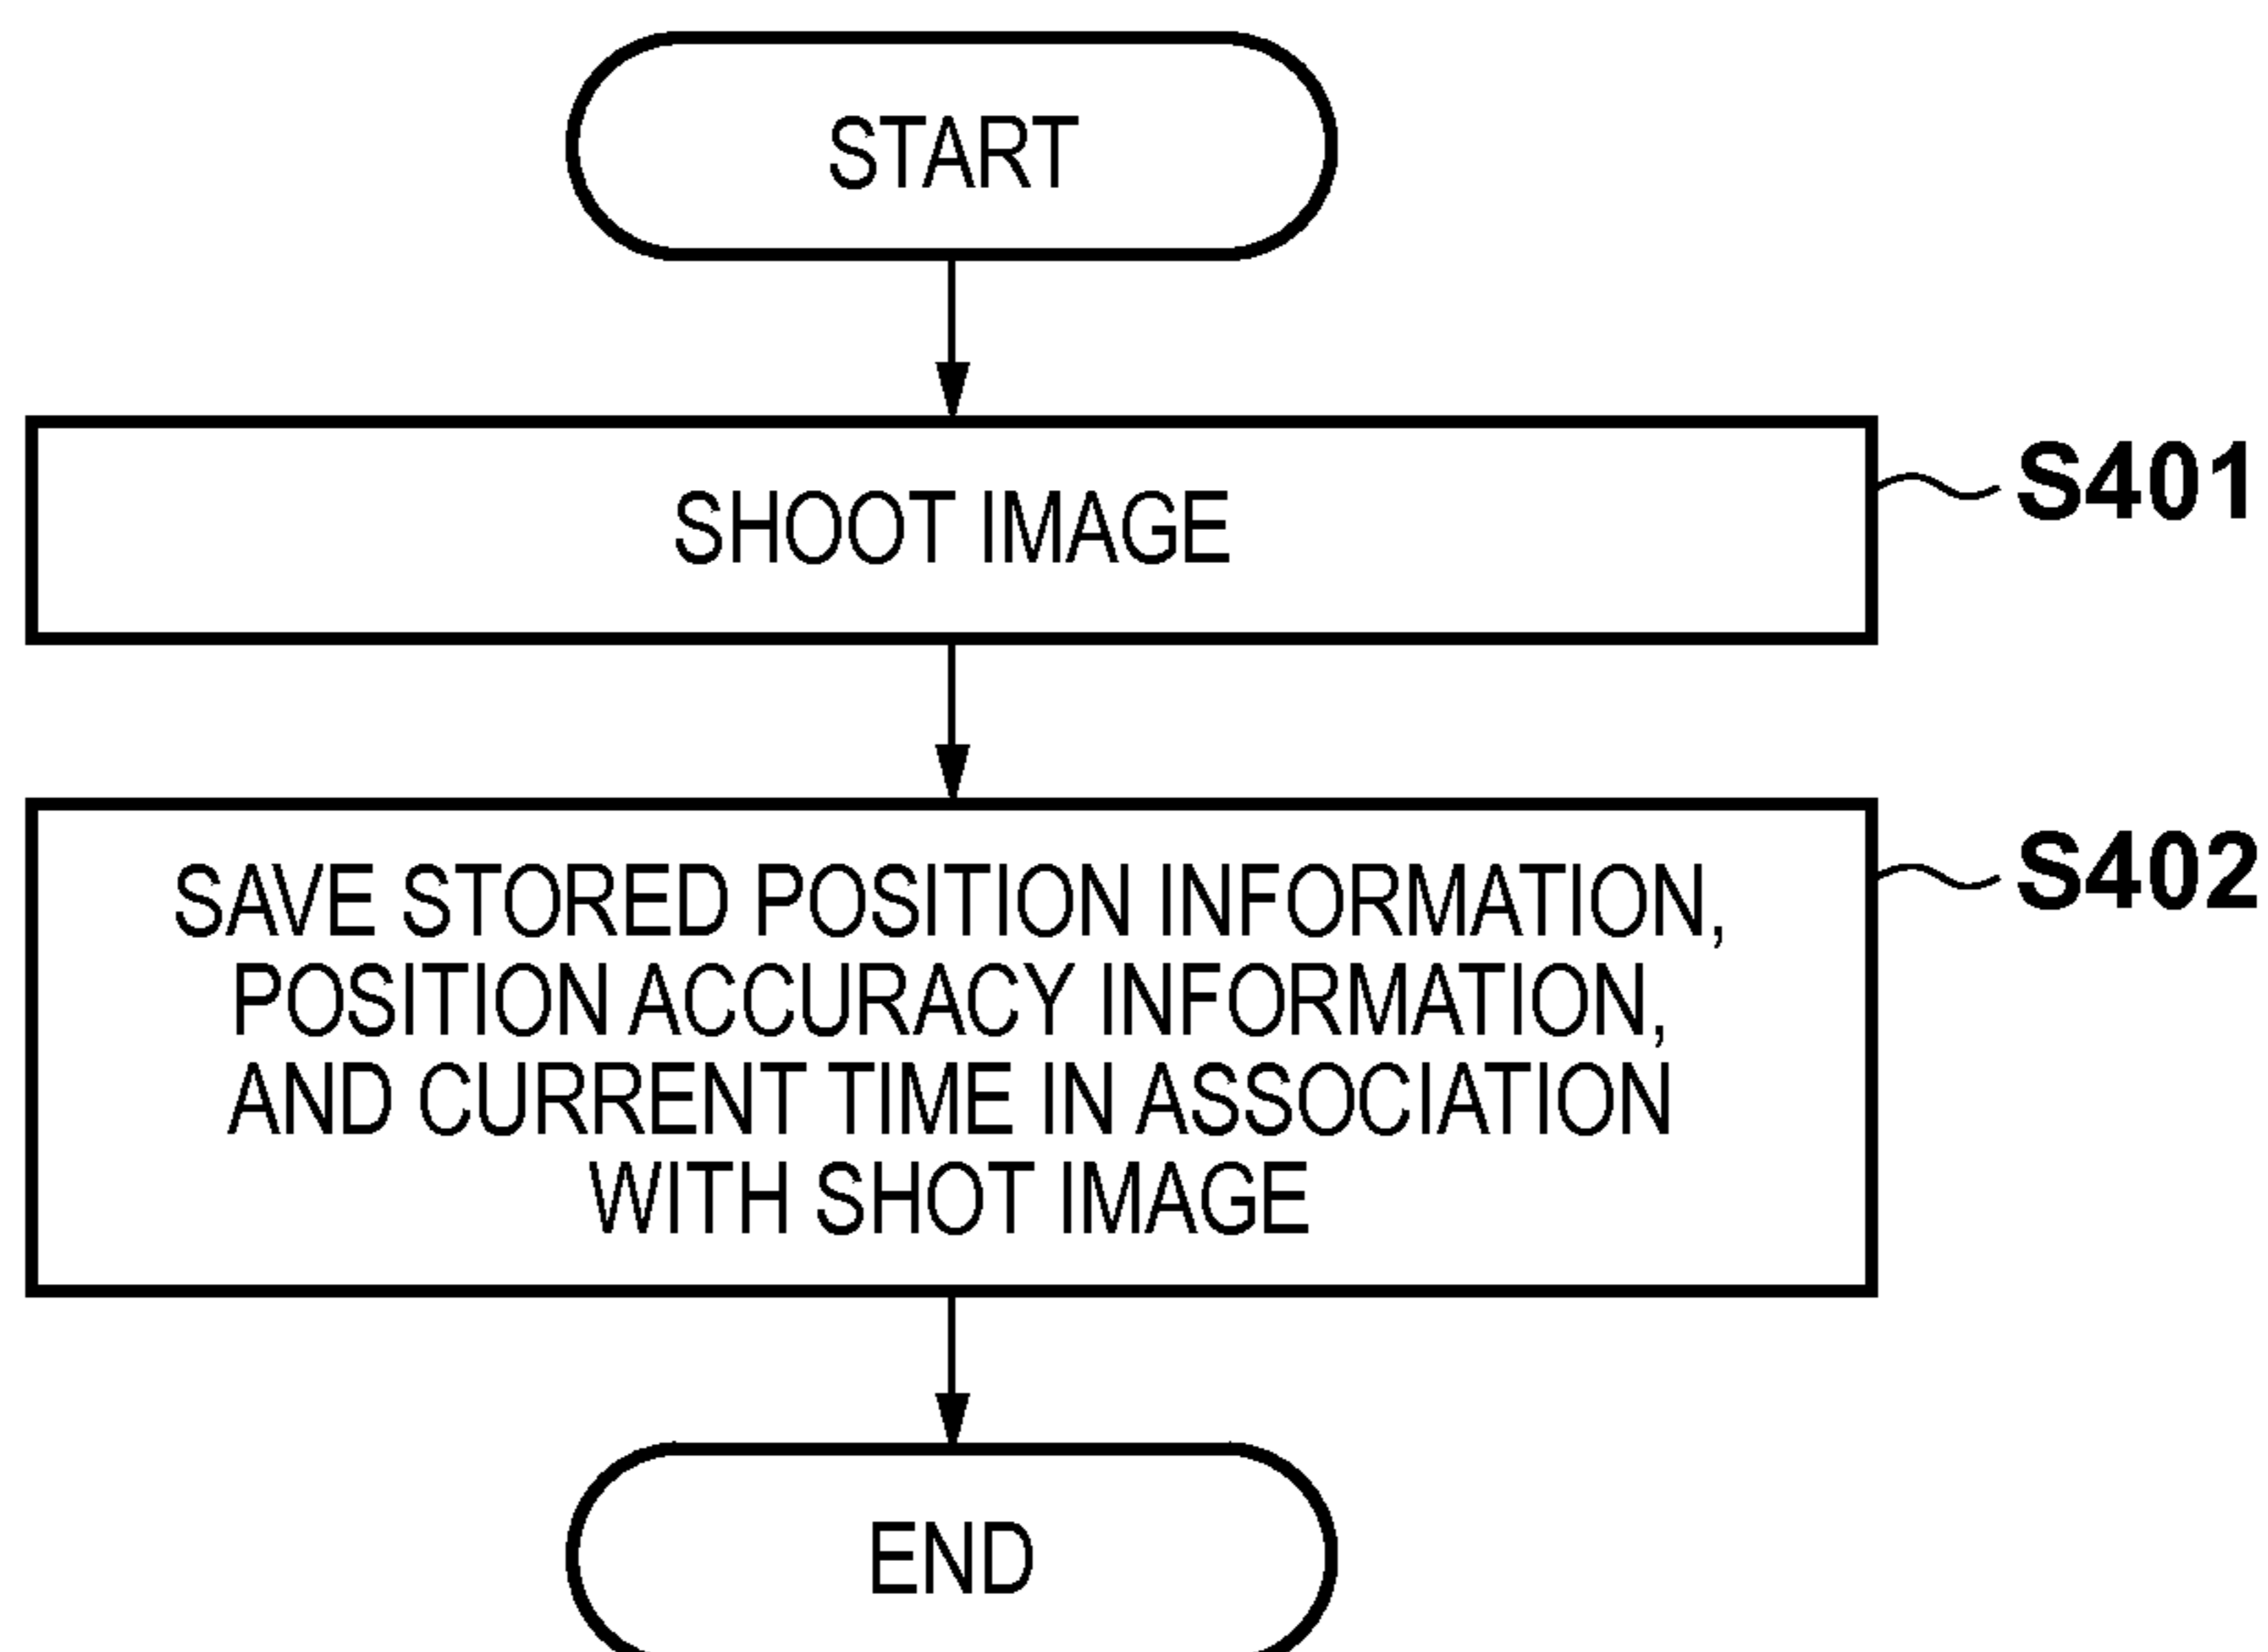 START
SHOOT IMAGE
S401
SAVE STORED POSITION INFORMATION,
POSITION ACCURACY INFORMATION,
AND CURRENT TIME IN ASSOCIATION
WITH SHOT IMAGE
S402
END